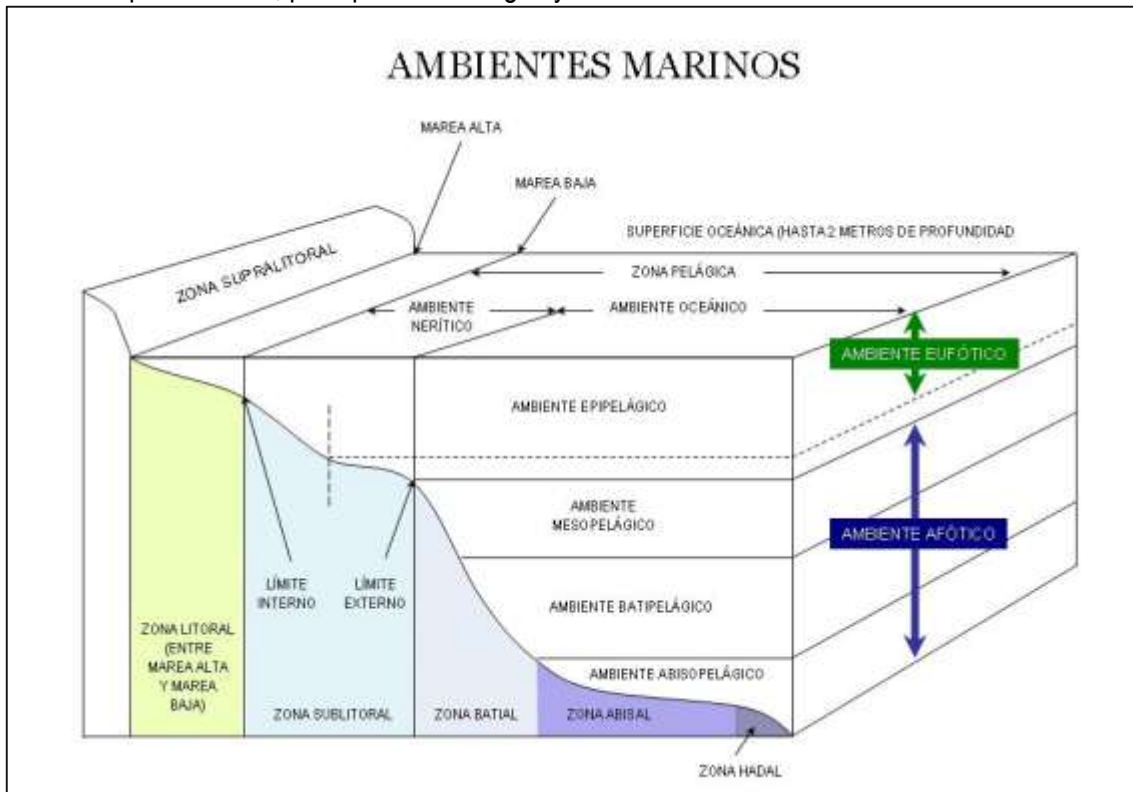 AMBIENTES MARINOS
MAREA ALTA
MAREA BAJA
SUPERFICIE OCEÁNICA (HASTA 2 METROS DE PROFUNDIDAD
ZONA SUPRALITORAL
ZONA PELÁGICA
AMBIENTE
NERÍTICO
AMBIENTE OCEÁNICO
AMBIENTE EUFÓTICO
AMBIENTE EPIPELÁGICO
AMBIENTE
MESOPELÁGICO
AMBIENTE AFÓTICO
LÍMITE
INTERNO
LÍMITE
EXTERNO
AMBIENTE BATIPELÁGICO
ZONA LITORAL
(ENTRE
MAREA ALTA
Y MAREA
BAJA)
AMBIENTE ABISOPELÁGICO
ZONA SUBLITORAL
ZONA BATIAL
ZONA ABISAL
ZONA HADAL